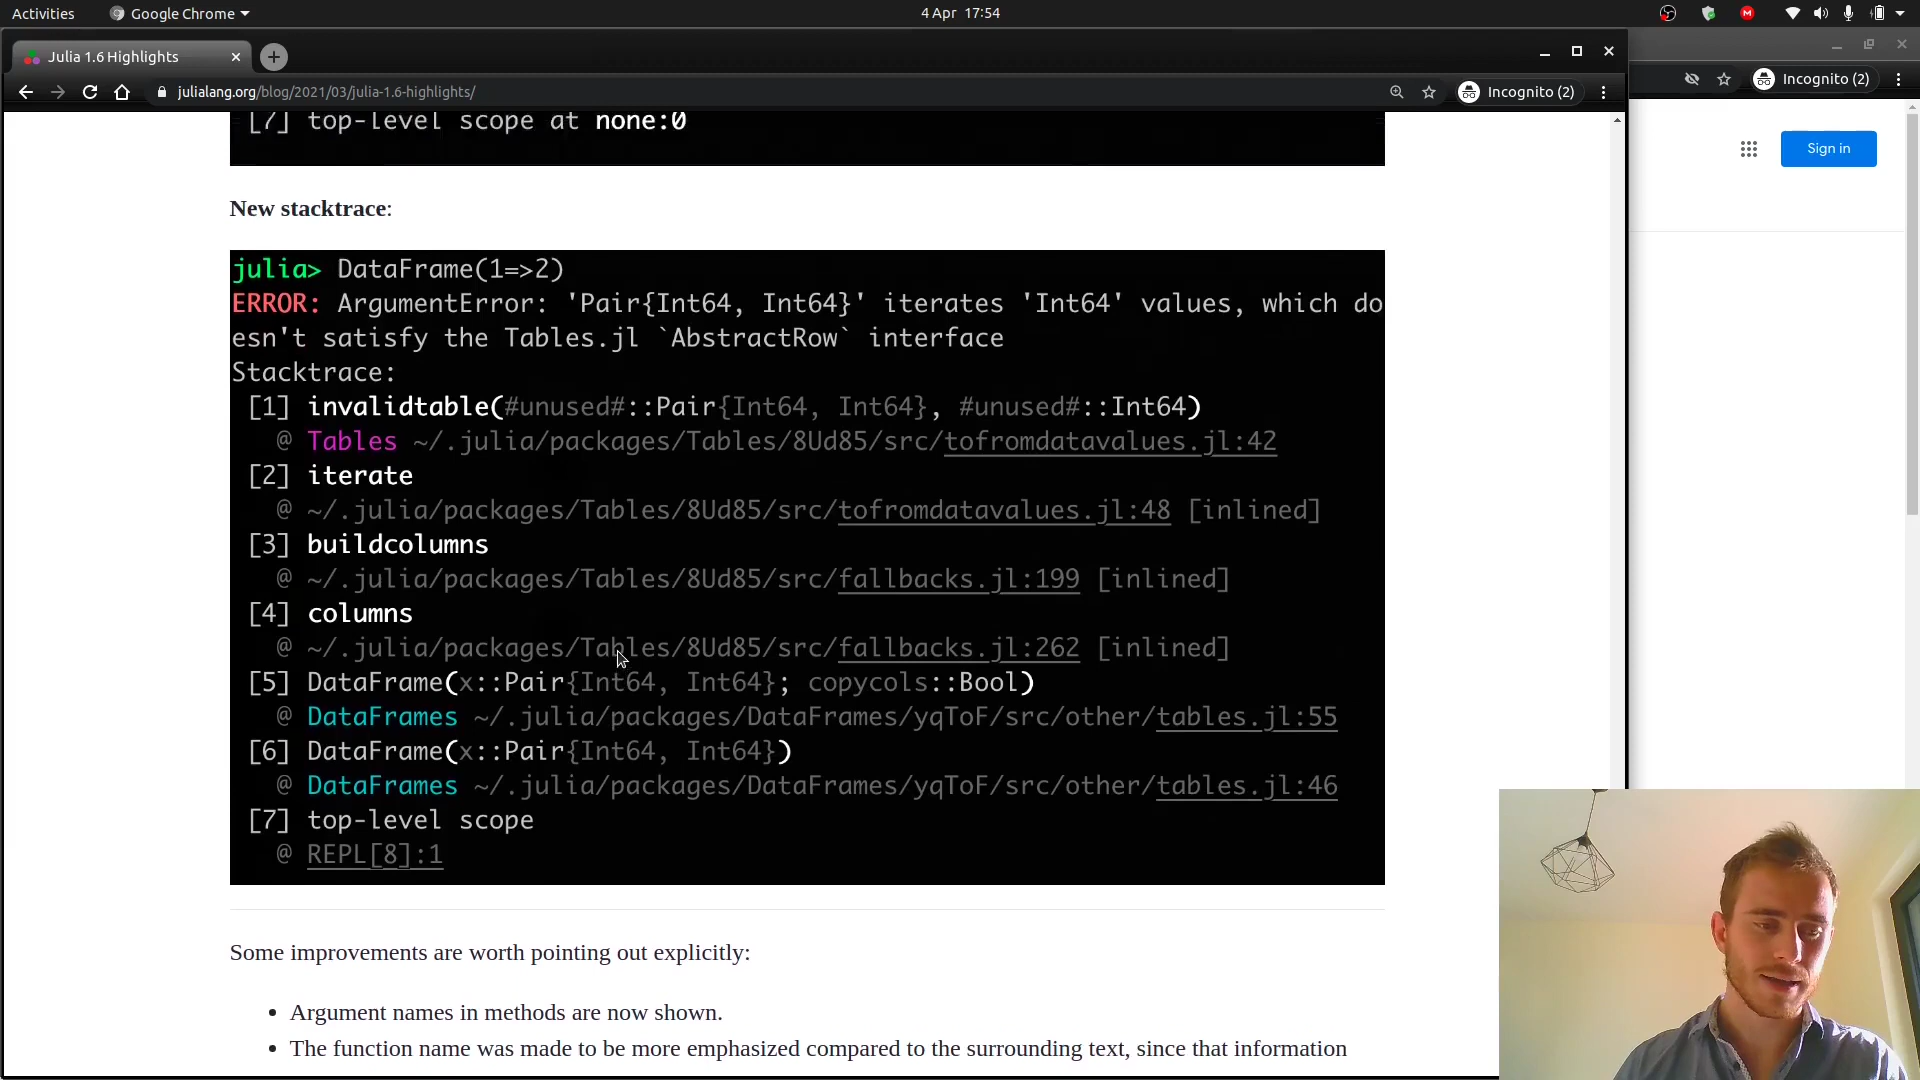 Activities Google Chrome 4 Apr 17:54
Julia 1.6 Highlights
julialang.org/blog/2021/03/julia-1.6-highlights/ Incognito (2) Incognito (2)
Sign in
[7] top-level scope at none:0
New stacktrace:
julia> DataFrame(1=>2)
ERROR: ArgumentError: 'Pair{Int64, Int64}' iterates 'Int64' values, which do
esn't satisfy the Tables.jl `AbstractRow` interface
Stacktrace:
[1] invalidtable(#unused#::Pair{Int64, Int64}, #unused#::Int64)
@ Tables ~/.julia/packages/Tables/8Ud85/src/tofromdatavalues.jl:42
[2] iterate
@ ~/.julia/packages/Tables/8Ud85/src/tofromdatavalues.jl:48 [inlined]
[3] buildcolumns
@ ~/.julia/packages/Tables/8Ud85/src/fallbacks.jl:199 [inlined]
[4] columns
@ ~/.julia/packages/Tables/8Ud85/src/fallbacks.jl:262 [inlined]
[5] DataFrame(x::Pair{Int64, Int64}; copycols::Bool)
@ DataFrames ~/.julia/packages/DataFrames/yqToF/src/other/tables.jl:55
[6] DataFrame(x::Pair{Int64, Int64})
@ DataFrames ~/.julia/packages/DataFrames/yqToF/src/other/tables.jl:46
[7] top-level scope
@ REPL[8]:1
Some improvements are worth pointing out explicitly:
• Argument names in methods are now shown.
• The function name was made to be more emphasized compared to the surrounding text, since that information